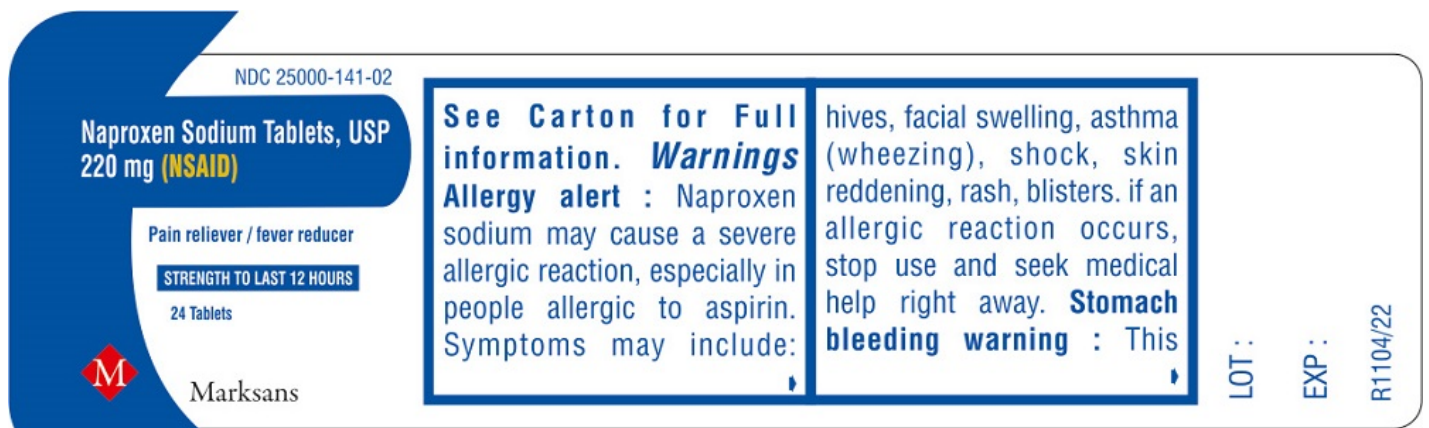 NDC 25000-141-02
Naproxen Sodium Tablets, USP
220 mg (NSAID)
Pain reliever / fever reducer
STRENGTH TO LAST 12 HOURS
24 Tablets
M
Marksans
See Carton for Full
information. Warnings
Allergy alert : Naproxen
sodium may cause a severe
allergic reaction, especially in
people allergic to aspirin.
Symptoms may include:
hives, facial swelling, asthma
(wheezing), shock, skin
reddening, rash, blisters. if an
allergic reaction occurs,
stop use and seek medical
help right away. Stomach
bleeding warning : This
LOT :
EXP :
R1104/22